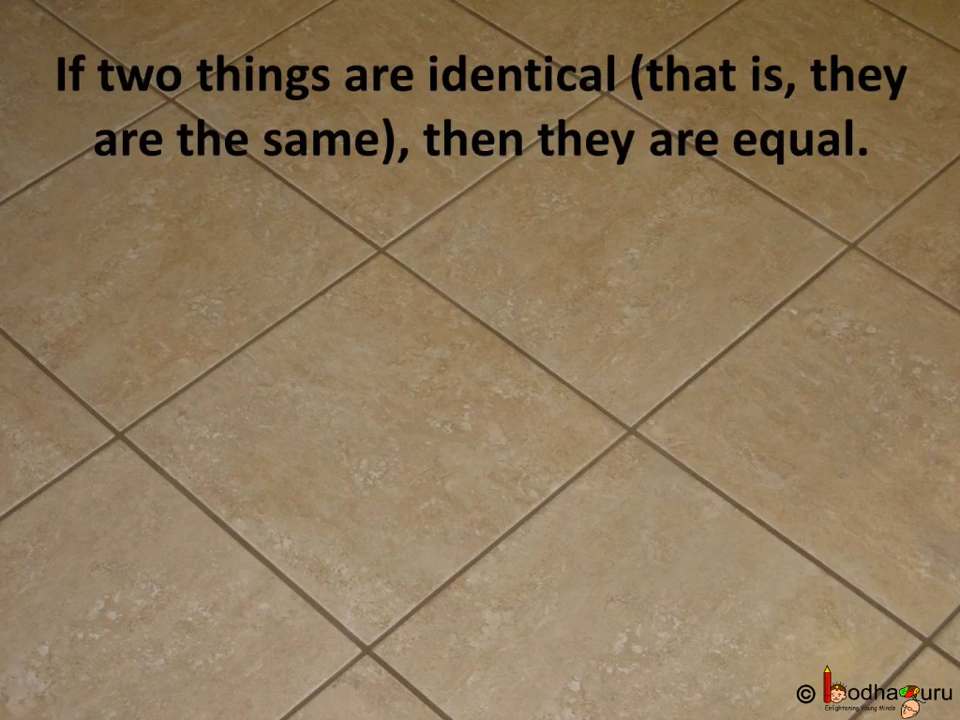 If two things are identical (that is, they
are the same), then they are equal.
© bodhaguru
Enlightening Young Minds